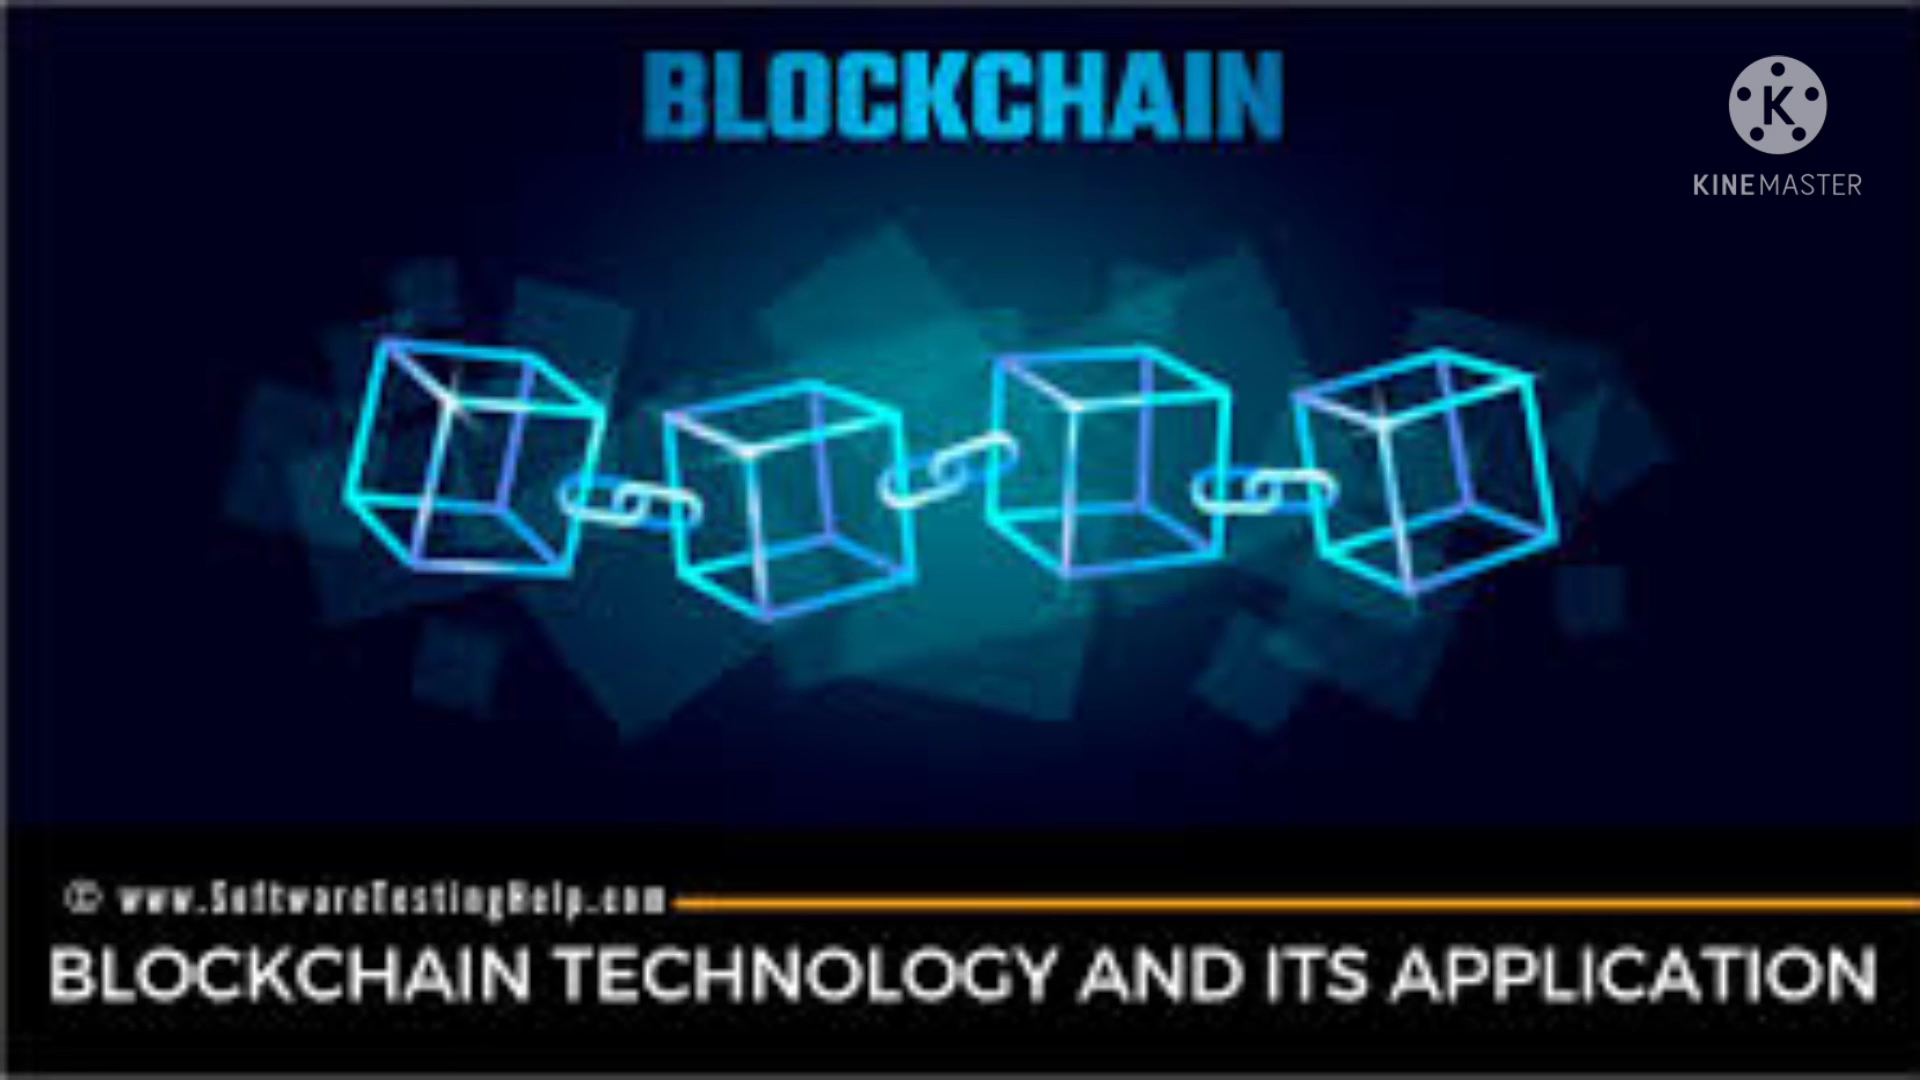 BLOCKCHAIN
K
KINEMASTER
© www.SoftwareTestingHelp.com
BLOCKCHAIN TECHNOLOGY AND ITS APPLICATION